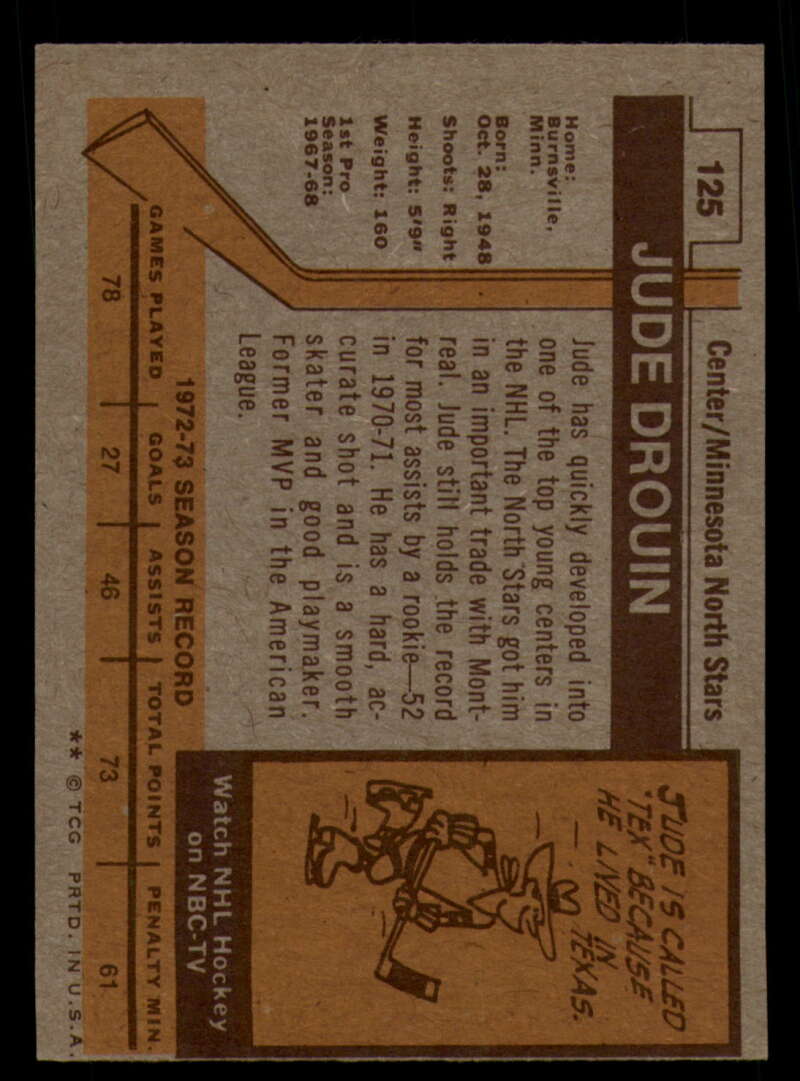 125
Center/Minnesota North Stars
JUDE DROUIN
Home:
Burnsville,
Minn.
Born:
Oct. 28, 1948
Shoots: Right
Height: 5'9"
Weight: 160
1st Pro
Season:
1967-68
Jude has quickly developed into
one of the top young centers in
the NHL. The North Stars got him
in an important trade with Mont-
real. Jude still holds the record
for most assists by a rookie—52
in 1970-71. He has a hard, ac-
curate shot and is a smooth
skater and good playmaker.
Former MVP in the American
League.
JUDE IS CALLED
"TEX" BECAUSE
HE LIVED IN
TEXAS.
Watch NHL Hockey
on NBC-TV
1972-73 SEASON RECORD
GAMES PLAYED GOALS ASSISTS TOTAL POINTS PENALTY MIN.
78 27 46 73 61
** © TCG PRTD. IN U.S.A.